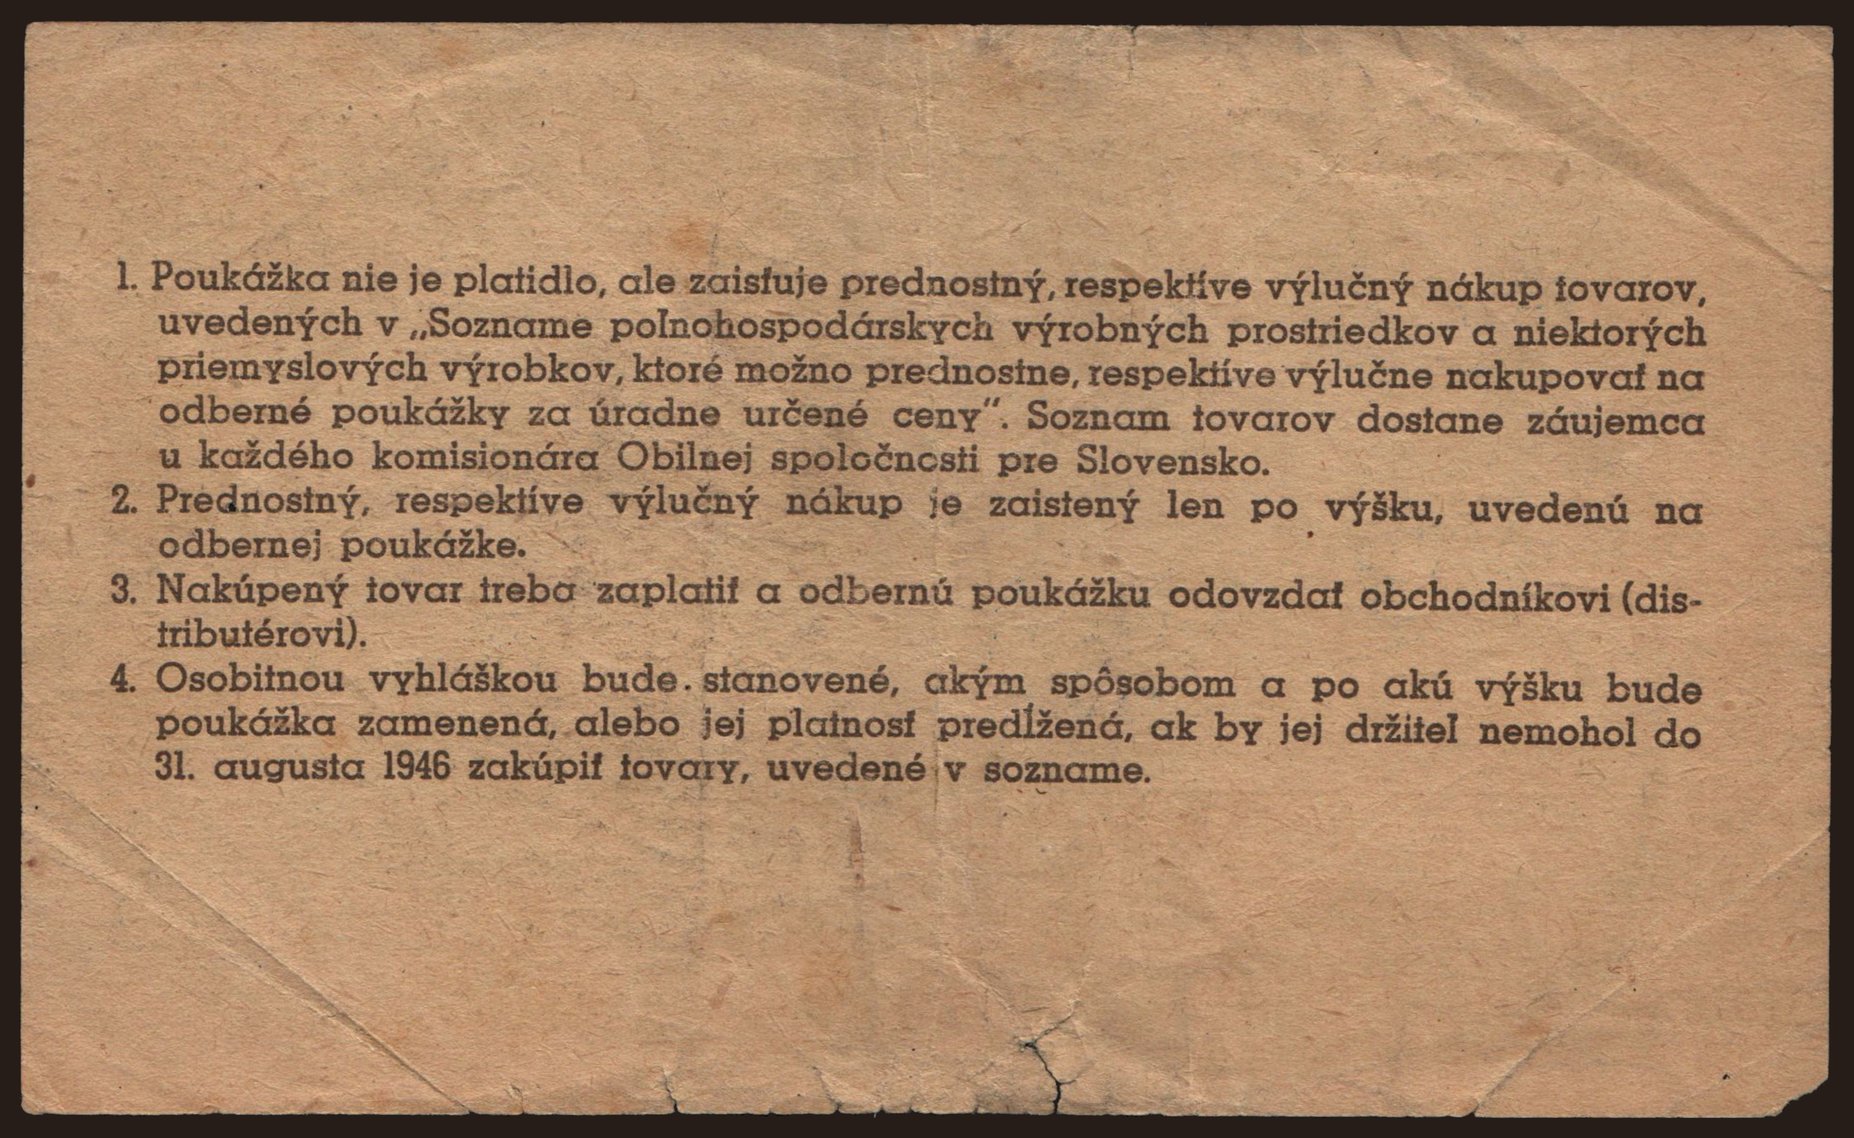 1. Poukážka nie je platidlo, ale zaisťuje prednostný, respektíve výlučný nákup tovarov,
uvedených v „Sozname poľnohospodárskych výrobných prostriedkov a niektorých
priemyslových výrobkov, ktoré možno prednostne, respektíve výlučne nakupovať na
odberné poukážky za úradne určené ceny“. Soznam tovarov dostane záujemca
u každého komisionára Obilnej spoločnosti pre Slovensko.
2. Prednostný, respektíve výlučný nákup je zaistený len po výšku, uvedenú na
odbernej poukážke.
3. Nakúpený tovar treba zaplatiť a odbernú poukážku odovzdať obchodníkovi (dis-
tributérovi).
4. Osobitnou vyhláškou bude stanovené, akým spôsobom a po akú výšku bude
poukážka zamenená, alebo jej platnosť predĺžená, ak by jej držiteľ nemohol do
31. augusta 1946 zakúpiť tovary, uvedené v sozname.